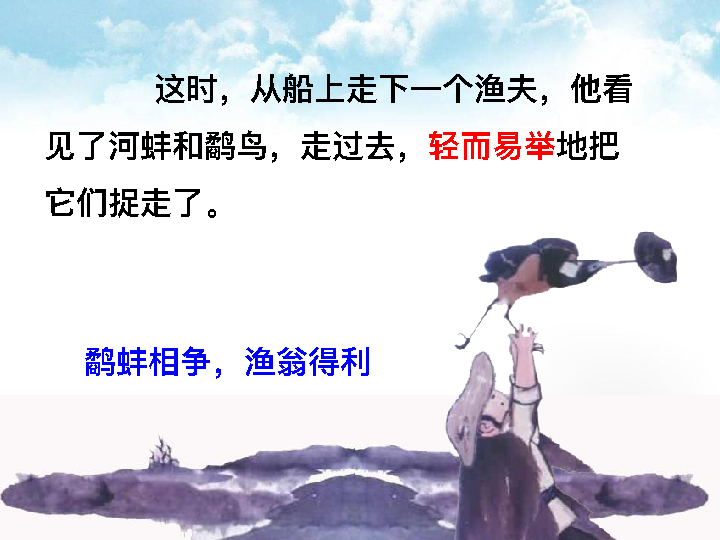 这时，从船上走下一个渔夫，他看
见了河蚌和鹬鸟，走过去，轻而易举地把
它们捉走了。
鹬蚌相争，渔翁得利